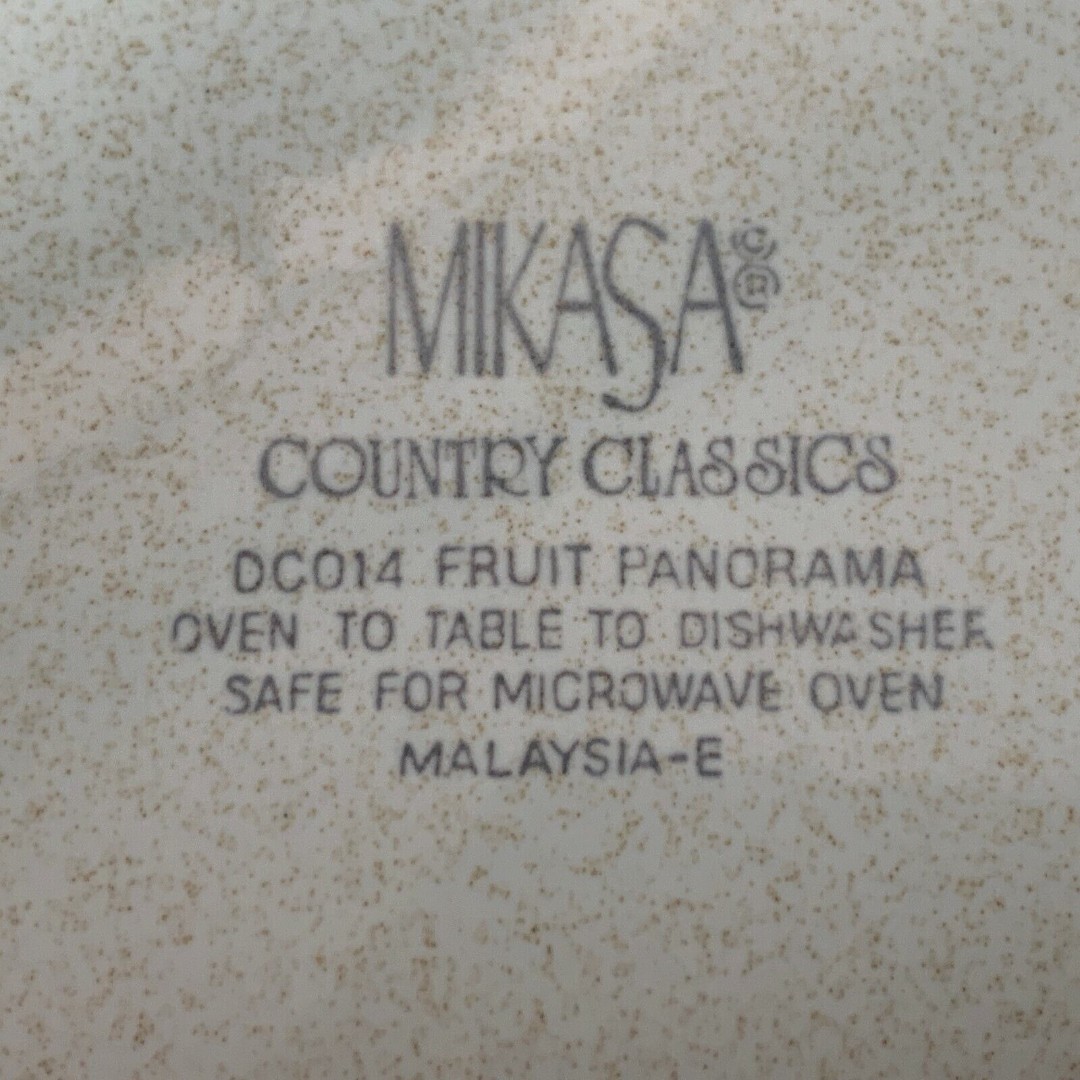 MIKASA ©®
COUNTRY CLASSICS
DC014 FRUIT PANORAMA
OVEN TO TABLE TO DISHWASHER
SAFE FOR MICROWAVE OVEN
MALAYSIA-E